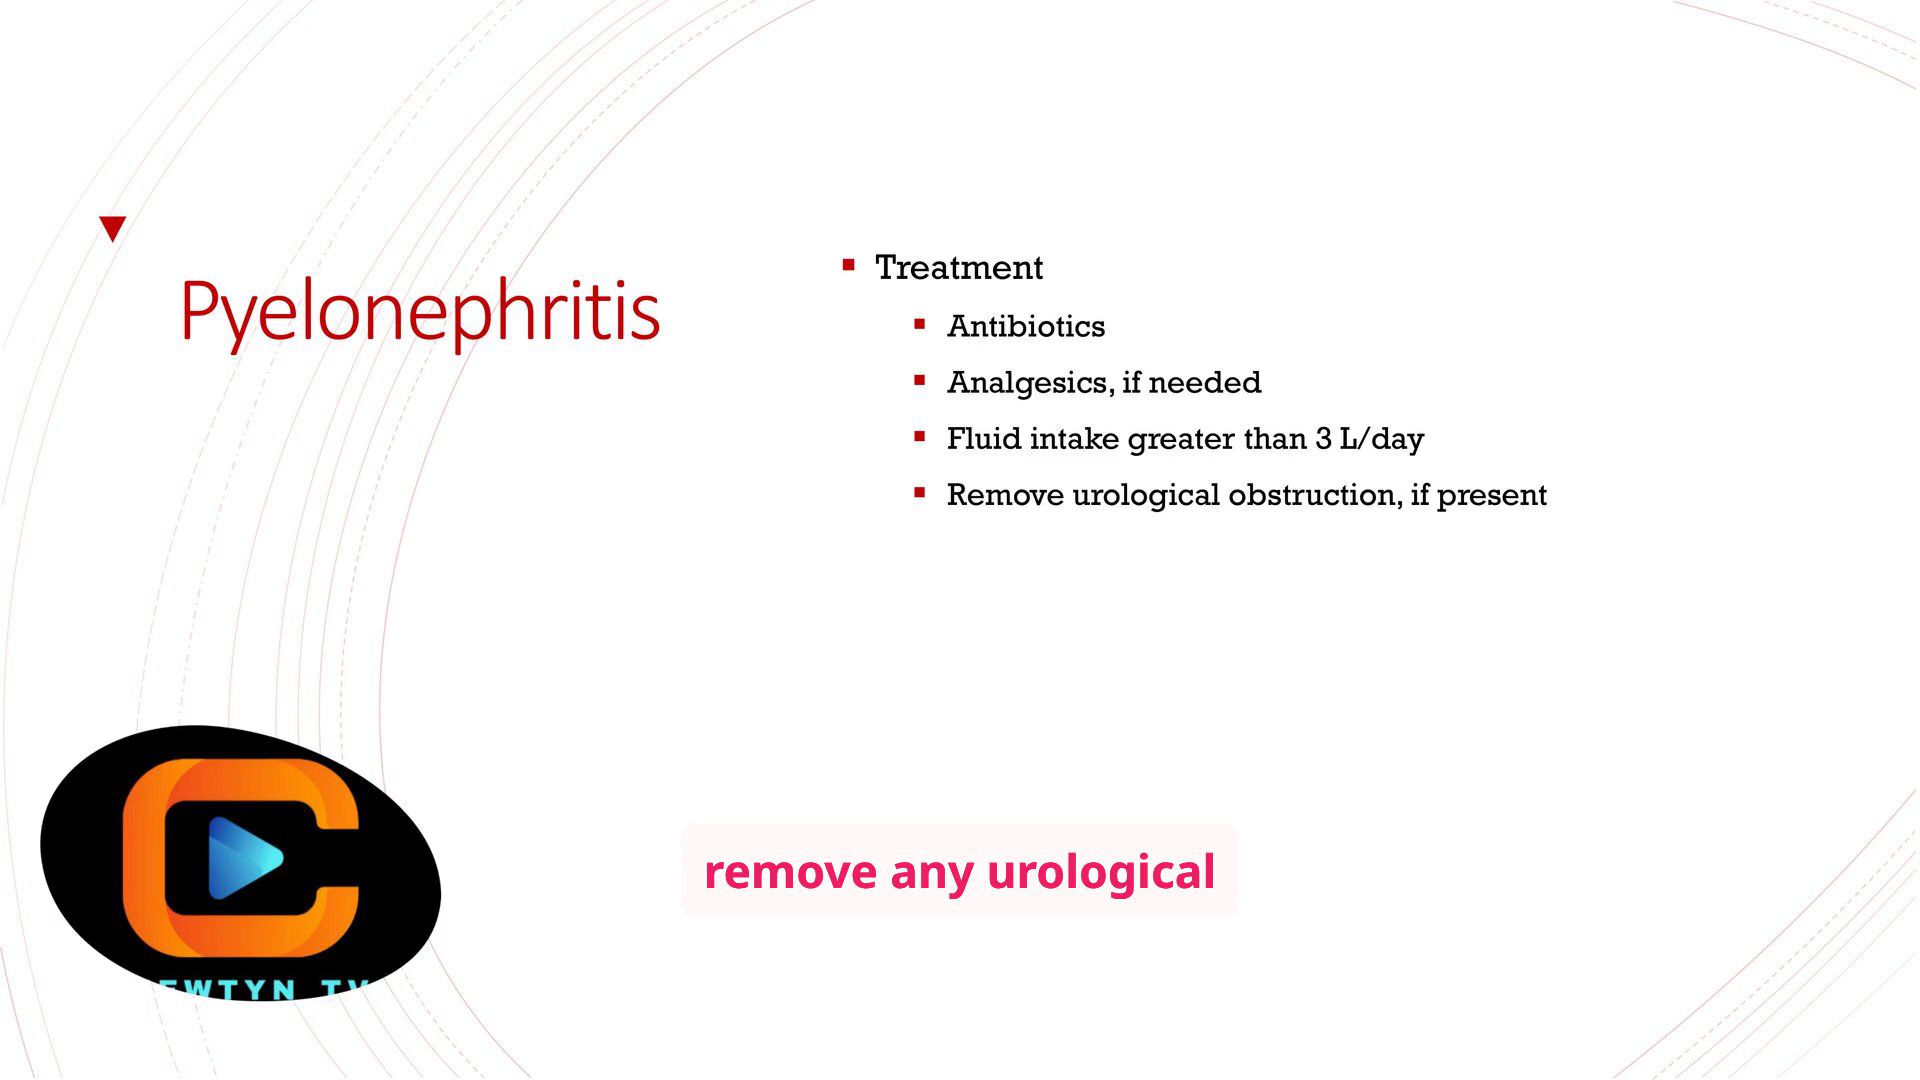 Pyelonephritis
Treatment
Antibiotics
Analgesics, if needed
Fluid intake greater than 3 L/day
Remove urological obstruction, if present
remove any urological
EWTYN TV